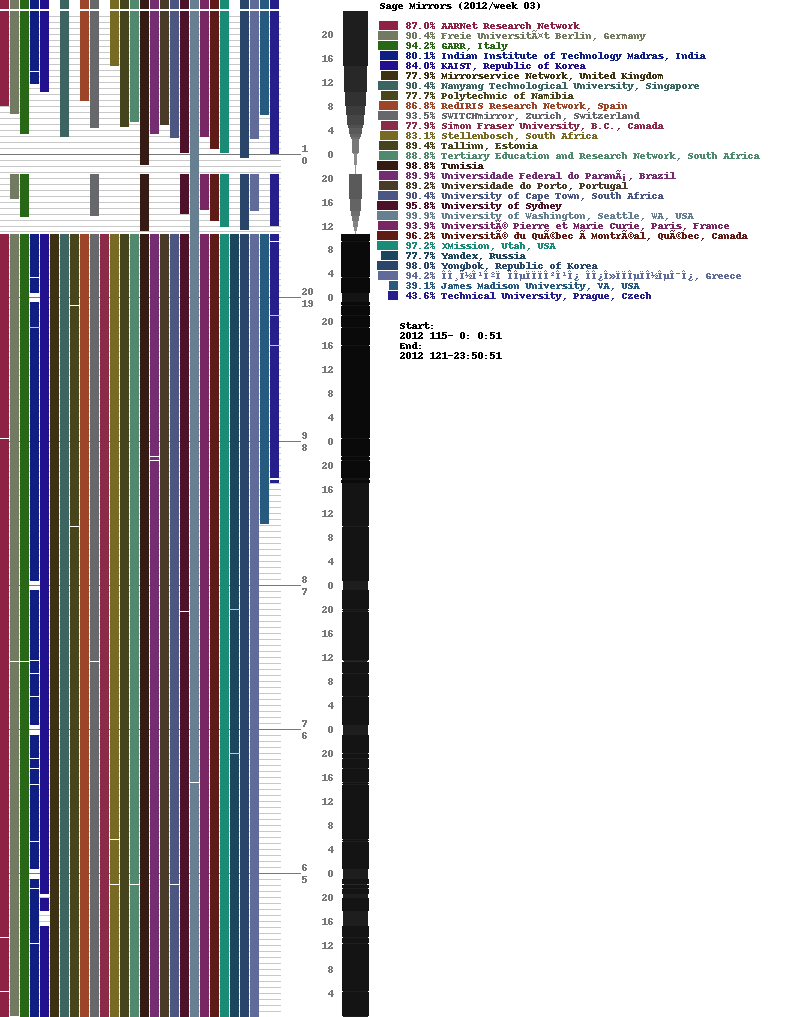 Sage Mirrors (2012/week 03)
87.0% AARNet Research Network
90.4% Freie UniversitÃ¤t Berlin, Germany
94.2% GARR, Italy
80.1% Indian Institute of Technology Madras, India
84.0% KAIST, Republic of Korea
77.9% Mirrorservice Network, United Kingdom
90.4% Nanyang Technological University, Singapore
77.7% Polytechnic of Namibia
86.8% RedIRIS Research Network, Spain
93.5% SWITCHmirror, Zurich, Switzerland
77.9% Simon Fraser University, B.C., Canada
83.1% Stellenbosch, South Africa
89.4% Tallinn, Estonia
88.8% Tertiary Education and Research Network, South Africa
98.8% Tunisia
89.9% Universidade Federal do ParanÃ¡, Brazil
89.2% Universidade do Porto, Portugal
90.4% University of Cape Town, South Africa
95.8% University of Sydney
99.9% University of Washington, Seattle, WA, USA
93.9% UniversitÃ© Pierre et Marie Curie, Paris, France
96.2% UniversitÃ© du QuÃ©bec Ã MontrÃ©al, QuÃ©bec, Canada
97.2% XMission, Utah, USA
77.7% Yandex, Russia
98.0% Yongbok, Republic of Korea
94.2% Greece
39.1% James Madison University, VA, USA
43.6% Technical University, Prague, Czech
Start:
2012 115- 0: 0:51
End:
2012 121-23:50:51
20
16
12
8
4
1
0
0
20
16
12
8
4
20
0
19
20
16
12
8
4
9
0
8
20
16
12
8
4
8
0
7
20
16
12
8
4
7
0
6
20
16
12
8
4
6
0
5
20
16
12
8
4